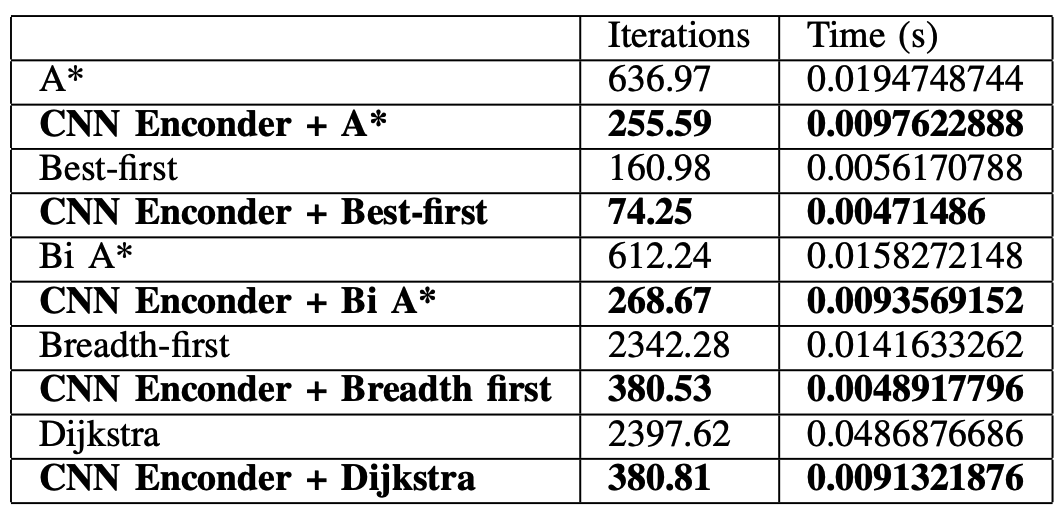 Iterations Time (s)
A* 636.97 0.0194748744
CNN Enconder + A* 255.59 0.0097622888
Best-first 160.98 0.0056170788
CNN Enconder + Best-first 74.25 0.00471486
Bi A* 612.24 0.0158272148
CNN Enconder + Bi A* 268.67 0.0093569152
Breadth-first 2342.28 0.0141633262
CNN Enconder + Breadth first 380.53 0.0048917796
Dijkstra 2397.62 0.0486876686
CNN Enconder + Dijkstra 380.81 0.0091321876